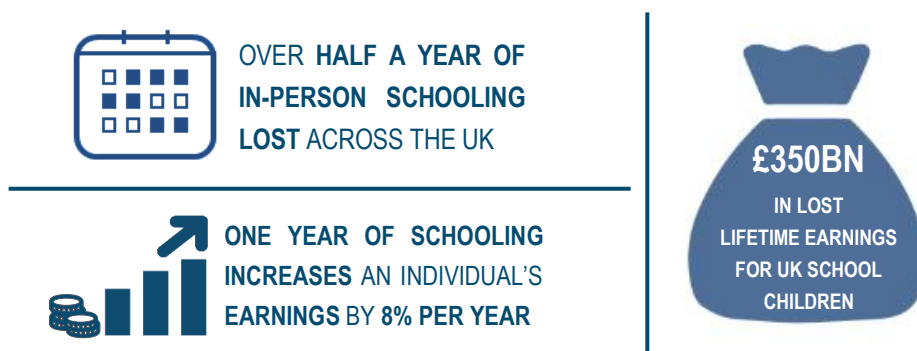 OVER HALF A YEAR OF
IN-PERSON SCHOOLING
LOST ACROSS THE UK
ONE YEAR OF SCHOOLING
INCREASES AN INDIVIDUAL'S
EARNINGS BY 8% PER YEAR
£350BN
IN LOST
LIFETIME EARNINGS
FOR UK SCHOOL
CHILDREN